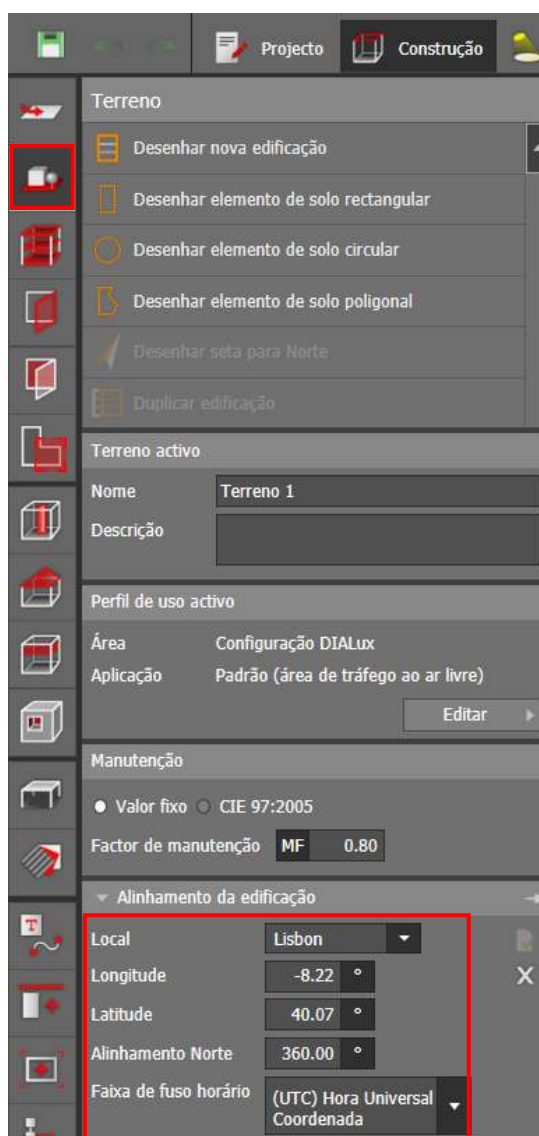 Projecto Construção
Terreno
Desenhar nova edificação
Desenhar elemento de solo rectangular
Desenhar elemento de solo circular
Desenhar elemento de solo poligonal
Desenhar seta para Norte
Duplicar edificação
Terreno activo
Nome Terreno 1
Descrição
Perfil de uso activo
Área Configuração DIALux
Aplicação Padrão (área de tráfego ao ar livre)
Editar
Manutenção
Valor fixo CIE 97:2005
Factor de manutenção MF 0.80
Alinhamento da edificação
Local Lisbon
Longitude -8.22 °
Latitude 40.07 °
Alinhamento Norte 360.00 °
Faixa de fuso horário (UTC) Hora Universal
Coordenada
T